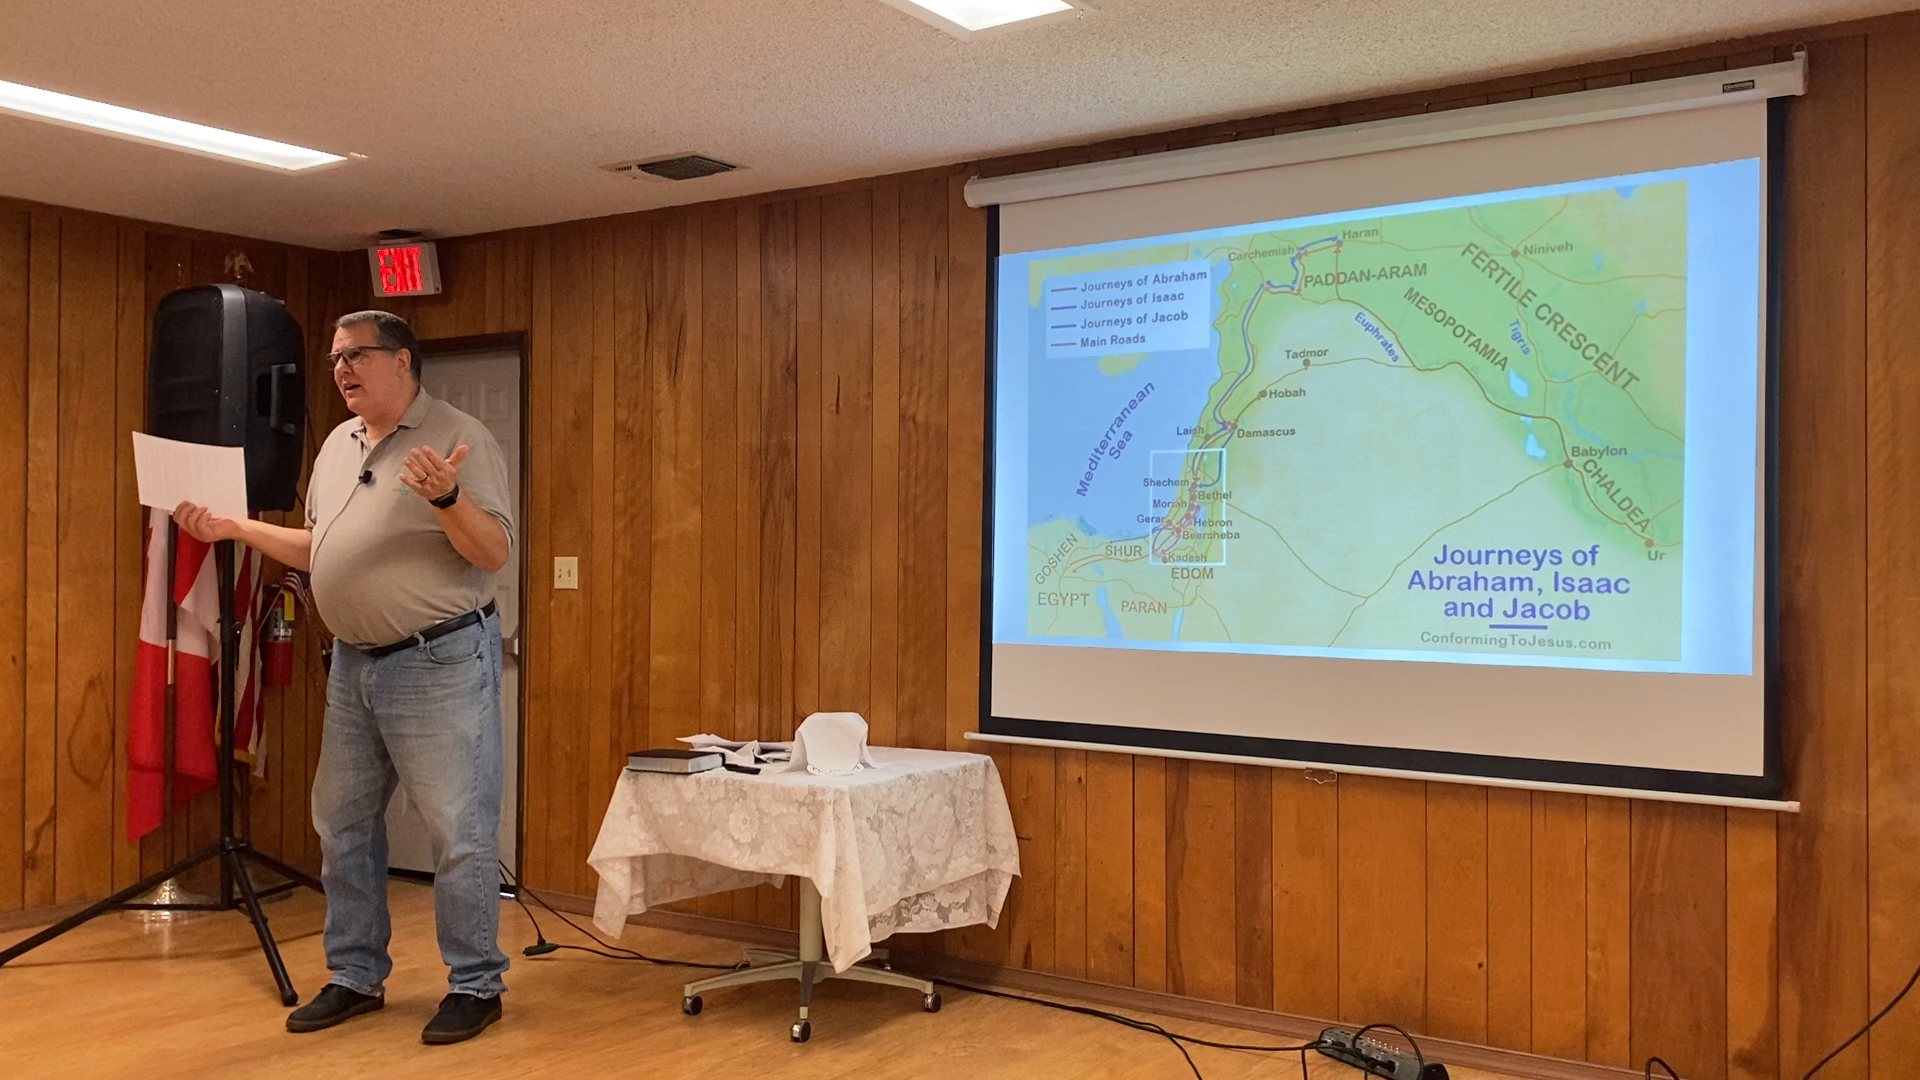 EXIT
Journeys of Abraham
Journeys of Isaac
Journeys of Jacob
Main Roads
Haran
Carchemish
PADDAN-ARAM
Niniveh
FERTILE CRESCENT
MESOPOTAMIA
Tigris
Euphrates
Tadmor
Hobah
Mediterranean
Sea
Laish
Damascus
Babylon
CHALDEA
Ur
Shechem
Bethel
Moriah
Gerar
Hebron
Beersheba
Kadesh
GOSHEN
SHUR
EDOM
EGYPT
PARAN
Journeys of
Abraham, Isaac
and Jacob
ConformingToJesus.com